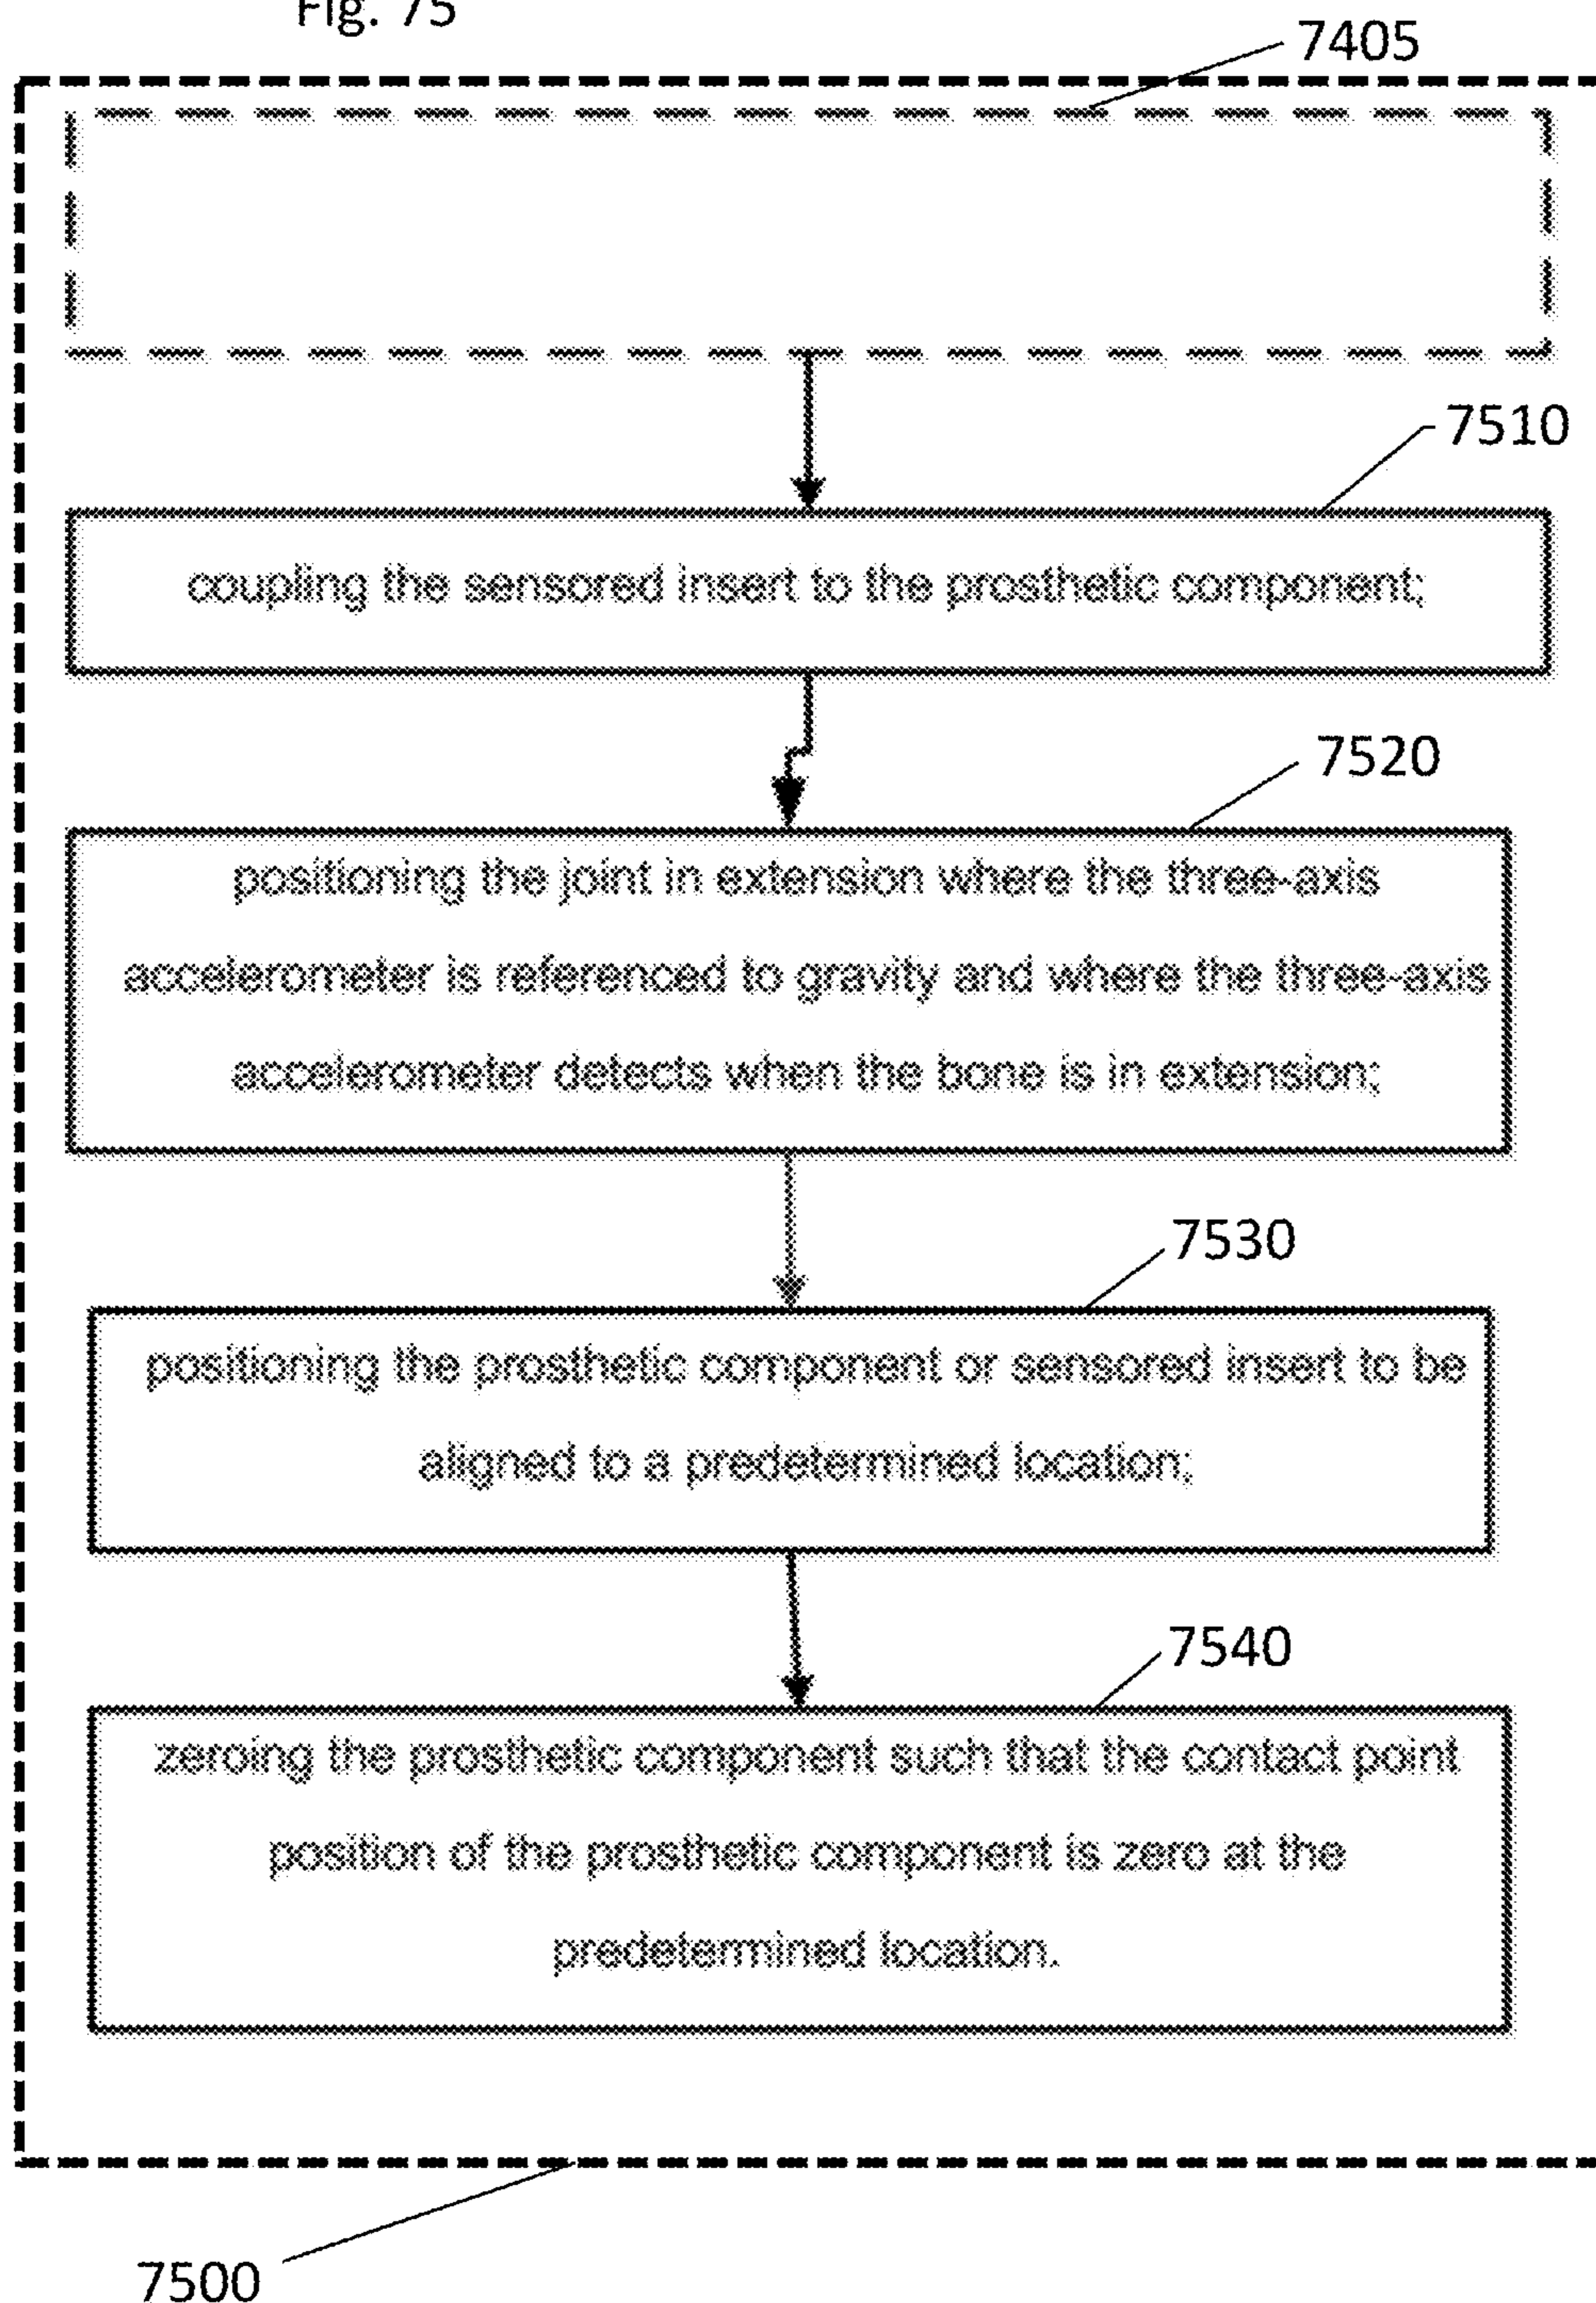 Fig. 75
7405
7510
coupling the sensored insert to the prosthetic component;
7520
positioning the joint in extension where the three-axis
accelerometer is referenced to gravity and where the three-axis
accelerometer detects when the bone is in extension;
7530
positioning the prosthetic component or sensored insert to be
aligned to a predetermined location;
7540
zeroing the prosthetic component such that the contact point
position of the prosthetic component is zero at the
predetermined location.
7500